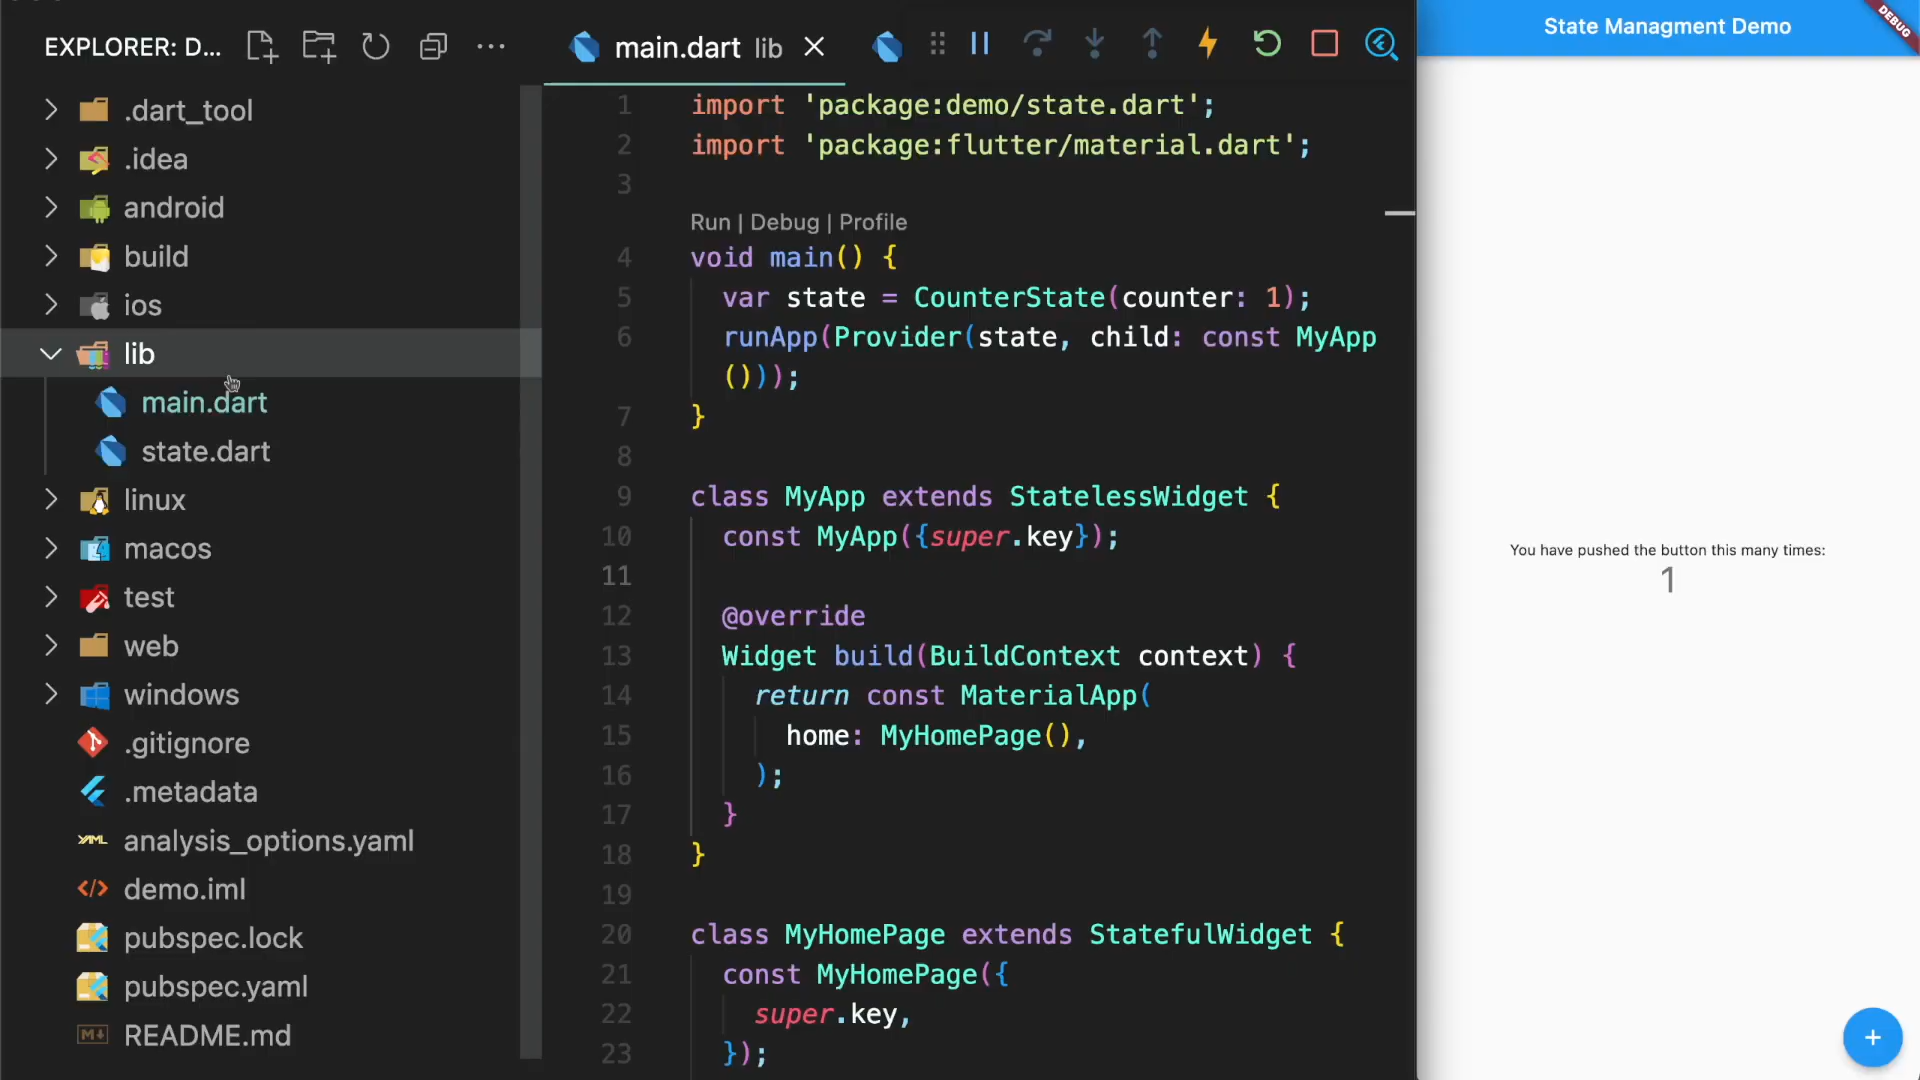 EXPLORER: D...
.dart_tool
.idea
android
build
ios
lib
main.dart
state.dart
linux
macos
test
web
windows
.gitignore
.metadata
YAML analysis_options.yaml
demo.iml
pubspec.lock
pubspec.yaml
M↓ README.md
main.dart lib
1 import 'package:demo/state.dart';
2 import 'package:flutter/material.dart';
3
Run | Debug | Profile
4 void main() {
5 var state = CounterState(counter: 1);
6 runApp(Provider(state, child: const MyApp
()));
7 }
8
9 class MyApp extends StatelessWidget {
10 const MyApp({super.key});
11
12 @override
13 Widget build(BuildContext context) {
14 return const MaterialApp(
15 home: MyHomePage(),
16 );
17 }
18 }
19
20 class MyHomePage extends StatefulWidget {
21 const MyHomePage({
22 super.key,
23 });
State Managment Demo
DEBUG
You have pushed the button this many times:
1
+